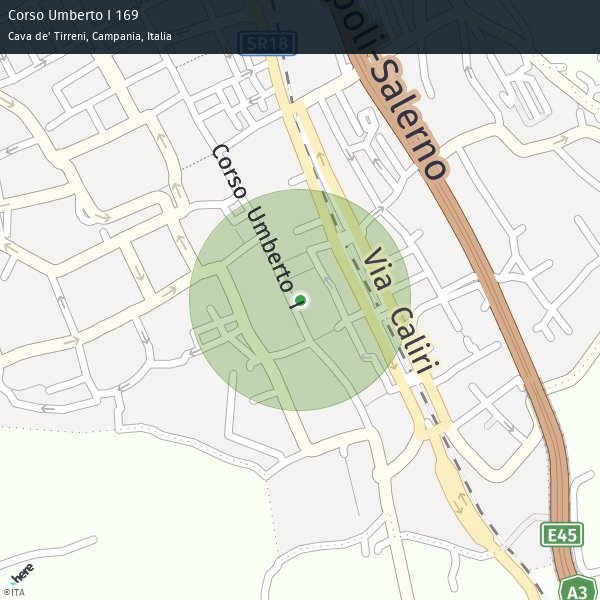 Corso Umberto I 169
Cava de' Tirreni, Campania, Italia
SR18
poli-Salerno
Corso Umberto I
Via Caliri
E45
A3
here
©ITA